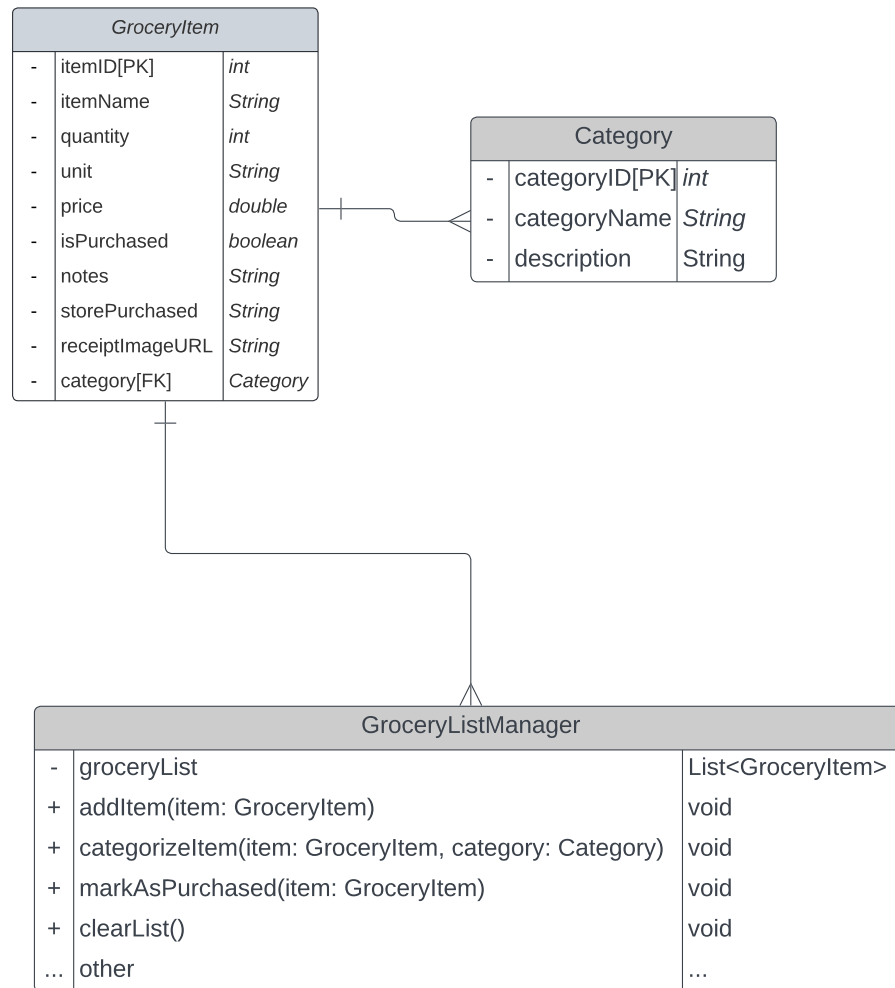 GroceryItem
- itemID[PK] int
- itemName String
- quantity int
- unit String
- price double
- isPurchased boolean
- notes String
- storePurchased String
- receiptImageURL String
- category[FK] Category
Category
- categoryID[PK] int
- categoryName String
- description String
GroceryListManager
- groceryList List<GroceryItem>
+ addItem(item: GroceryItem) void
+ categorizeItem(item: GroceryItem, category: Category) void
+ markAsPurchased(item: GroceryItem) void
+ clearList() void
... other ...